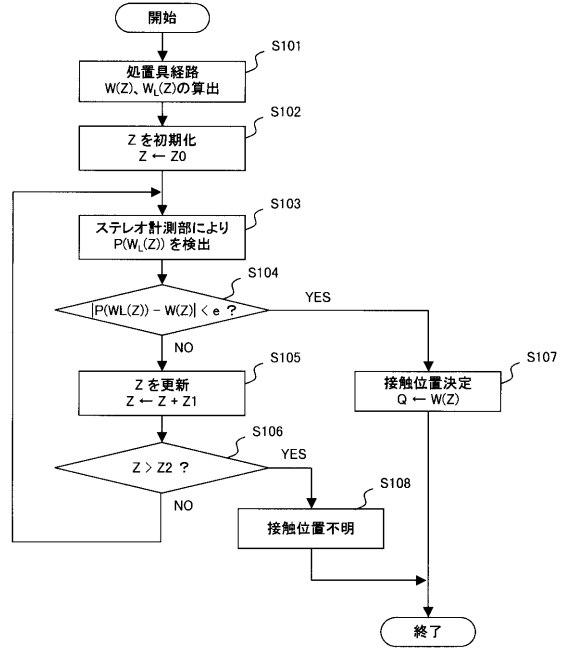 開始
S101
処置具経路
W(Z)、WL(Z)の算出
S102
Z を初期化
Z ← Z0
S103
ステレオ計測部により
P(WL(Z)) を検出
S104
|P(WL(Z)) - W(Z)| < e ?
YES
NO
S105
Z を更新
Z ← Z + Z1
S107
接触位置決定
Q ← W(Z)
S106
Z > Z2 ?
YES
NO
S108
接触位置不明
終了